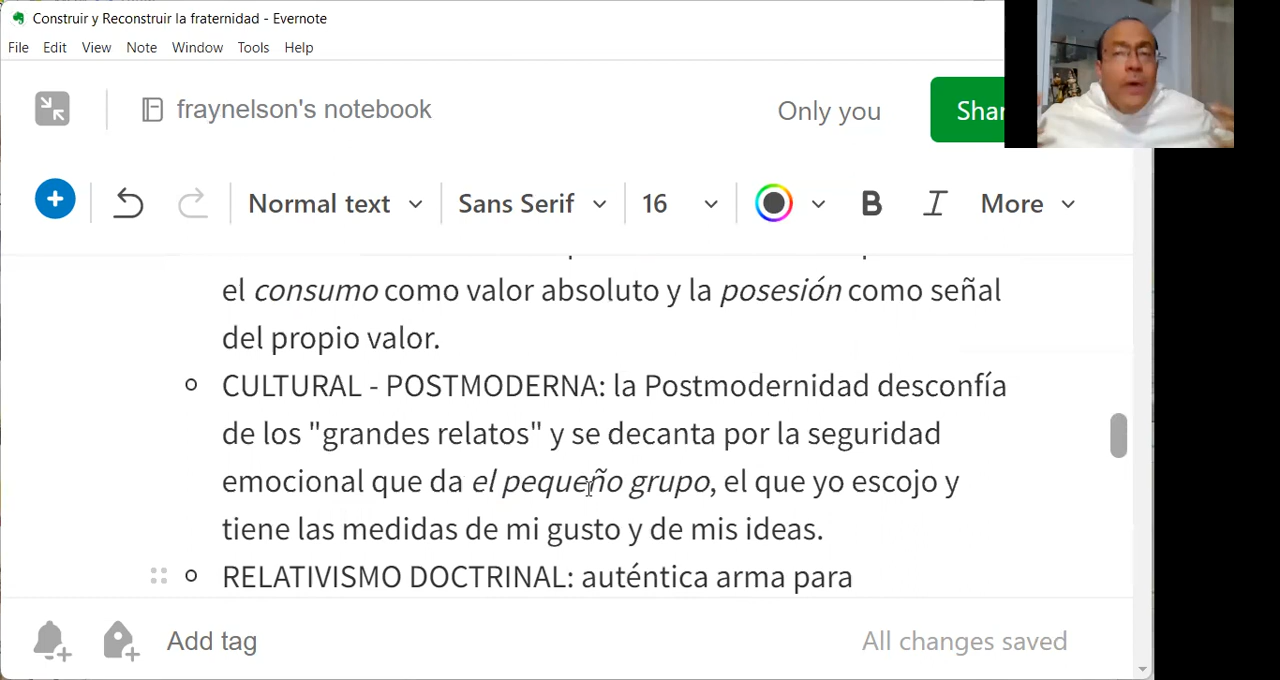 Construir y Reconstruir la fraternidad - Evernote
File Edit View Note Window Tools Help
fraynelson's notebook
Only you
Normal text
Sans Serif
16
B
I
More
el consumo como valor absoluto y la posesión como señal
del propio valor.
CULTURAL - POSTMODERNA: la Postmodernidad desconfía
de los "grandes relatos" y se decanta por la seguridad
emocional que da el pequeño grupo, el que yo escojo y
tiene las medidas de mi gusto y de mis ideas.
RELATIVISMO DOCTRINAL: auténtica arma para
Add tag
All changes saved